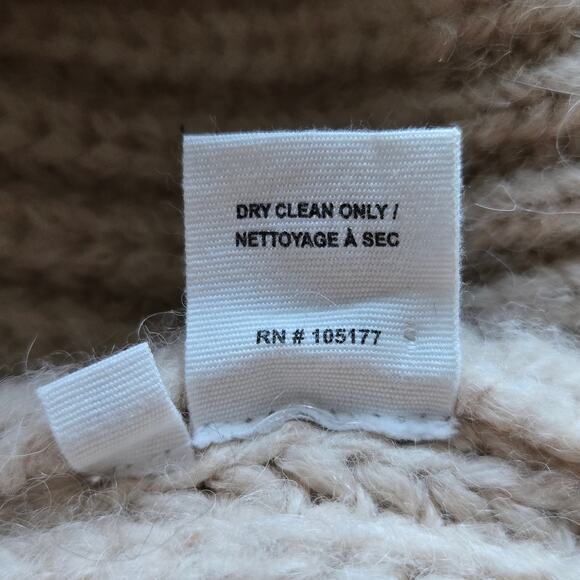 DRY CLEAN ONLY /
NETTOYAGE À SEC
RN # 105177